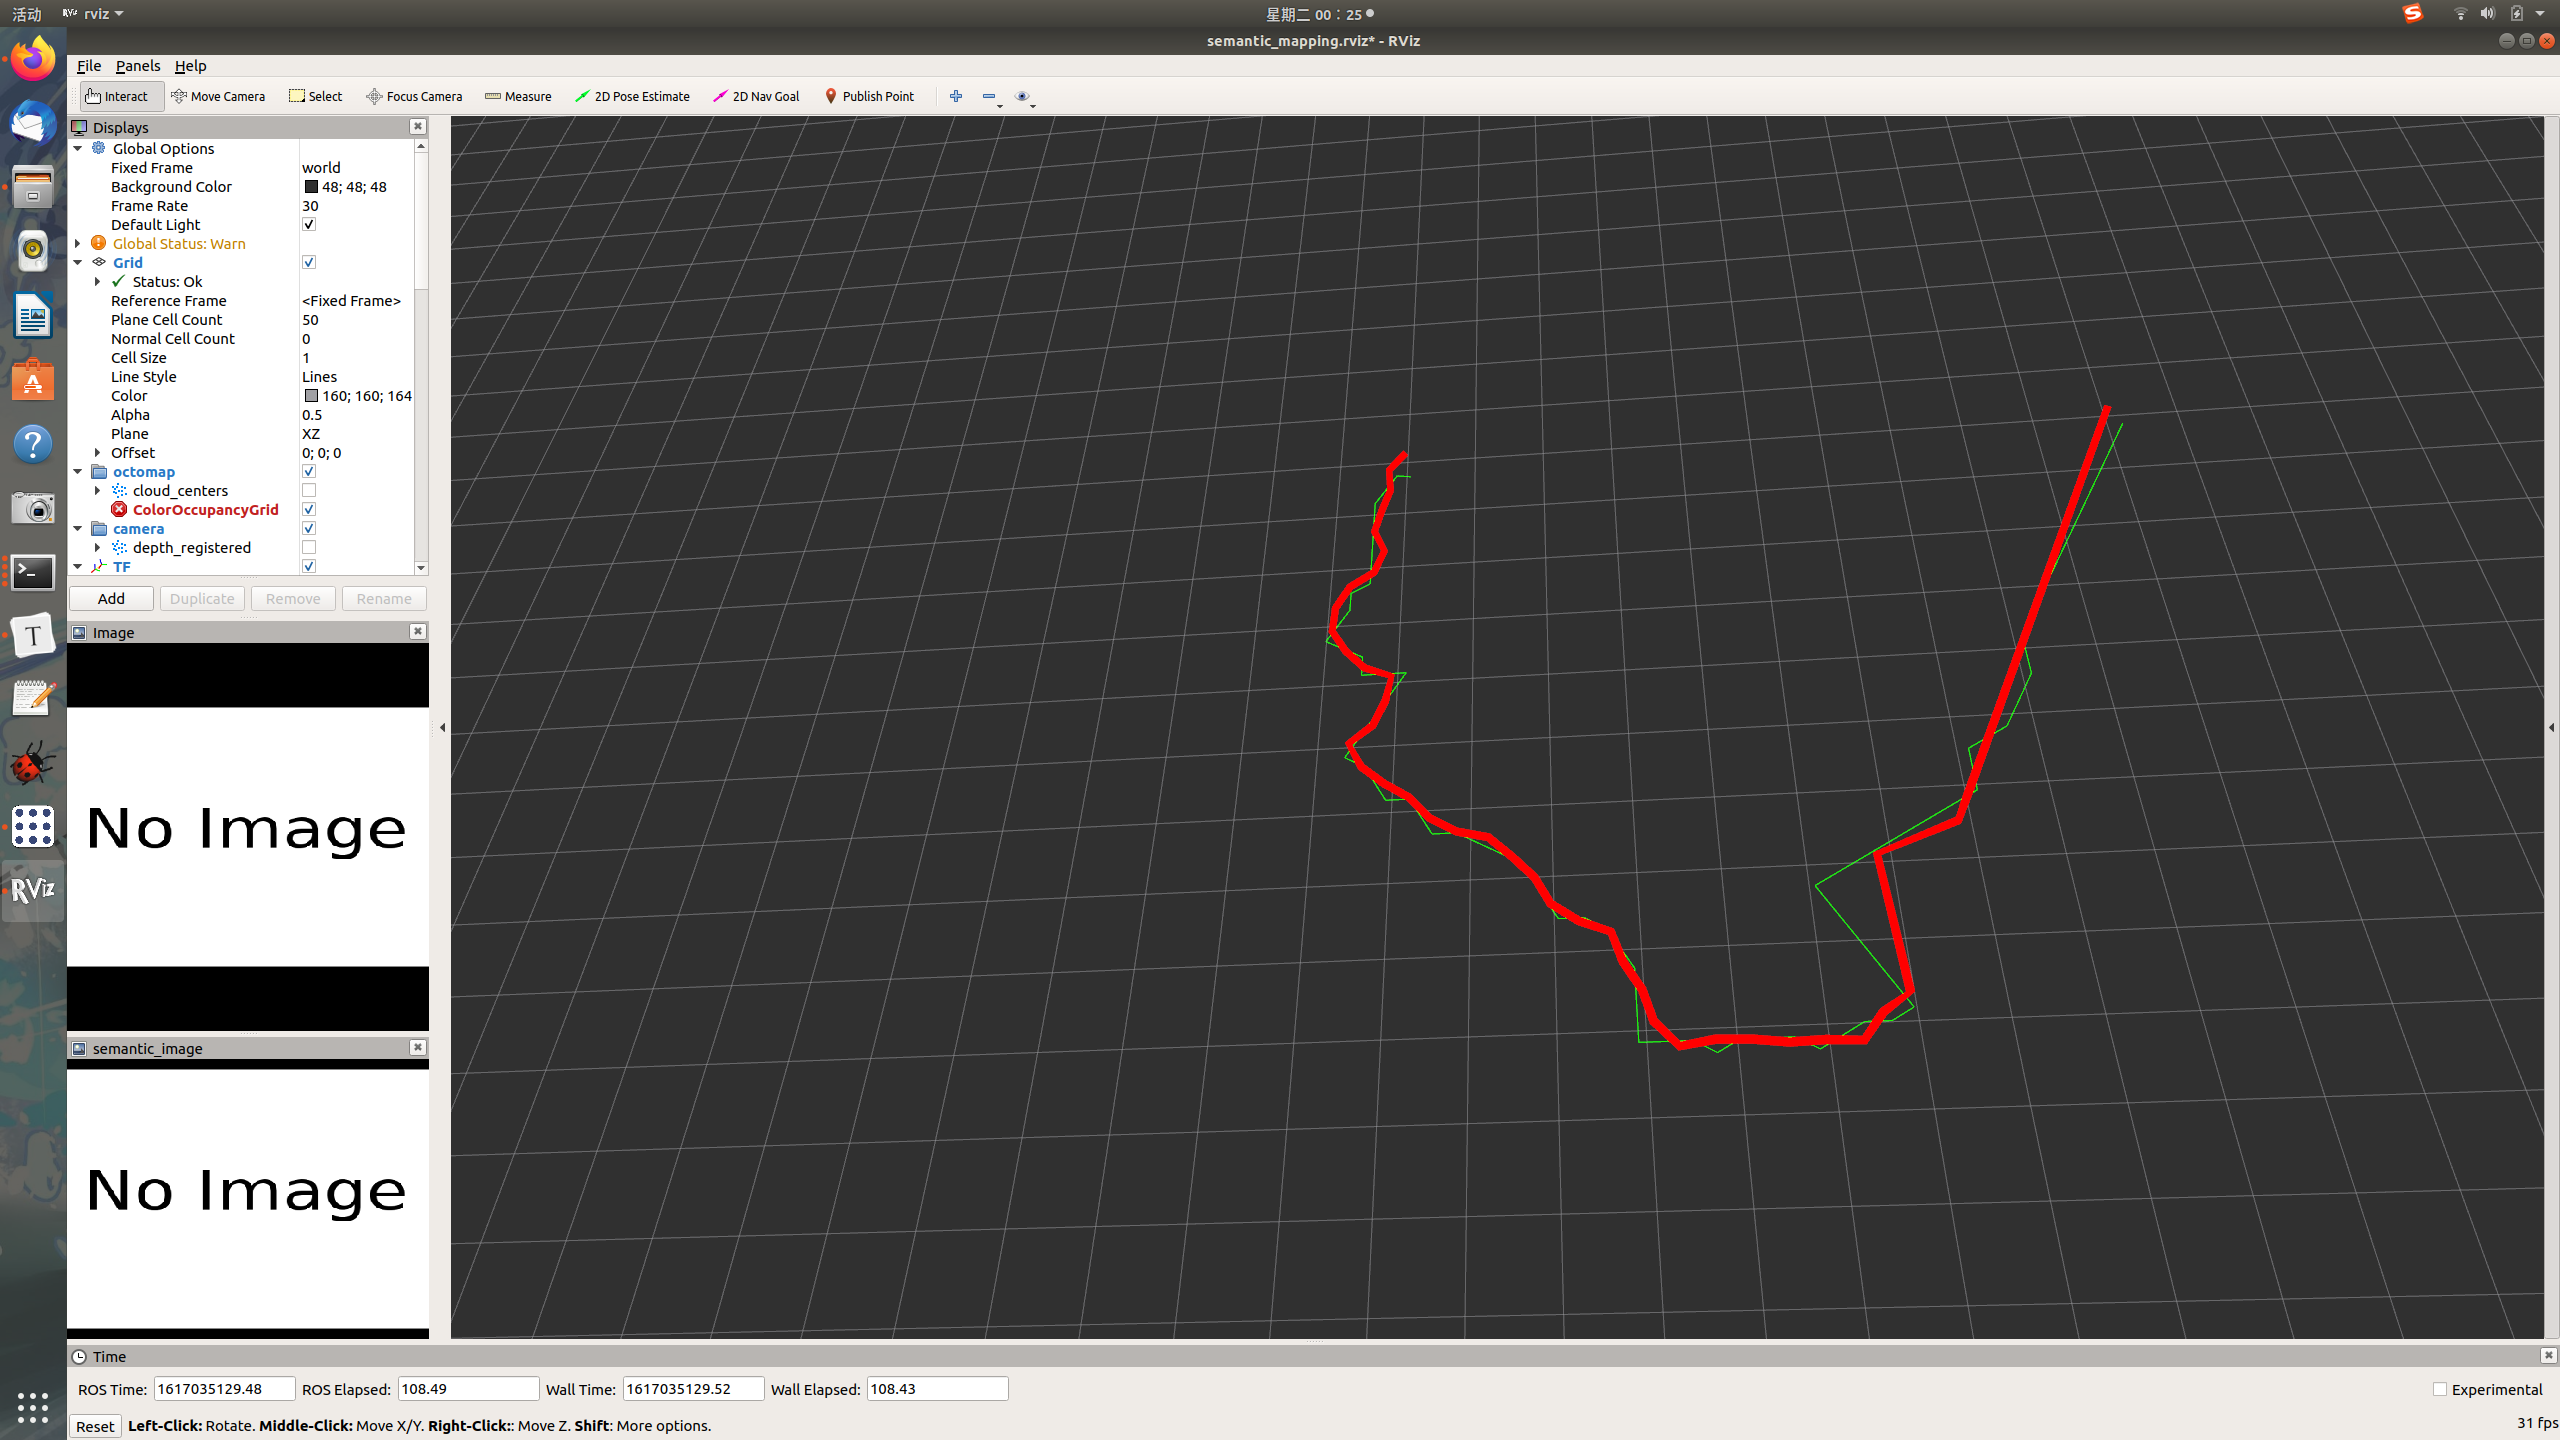 活动 RViz rviz 星期二 00：25
semantic_mapping.rviz* - RViz
File Panels Help
Interact Move Camera Select Focus Camera Measure 2D Pose Estimate 2D Nav Goal Publish Point
Displays
Global Options
Fixed Frame world
Background Color 48; 48; 48
Frame Rate 30
Default Light
Global Status: Warn
Grid
Status: Ok
Reference Frame <Fixed Frame>
Plane Cell Count 50
Normal Cell Count 0
Cell Size 1
Line Style Lines
Color 160; 160; 164
Alpha 0.5
Plane XZ
Offset 0; 0; 0
octomap
cloud_centers
ColorOccupancyGrid
camera
depth_registered
TF
Add Duplicate Remove Rename
Image
No Image
RViz
semantic_image
No Image
Time
ROS Time: 1617035129.48 ROS Elapsed: 108.49 Wall Time: 1617035129.52 Wall Elapsed: 108.43 Experimental
Reset Left-Click: Rotate. Middle-Click: Move X/Y. Right-Click:: Move Z. Shift: More options. 31 fps